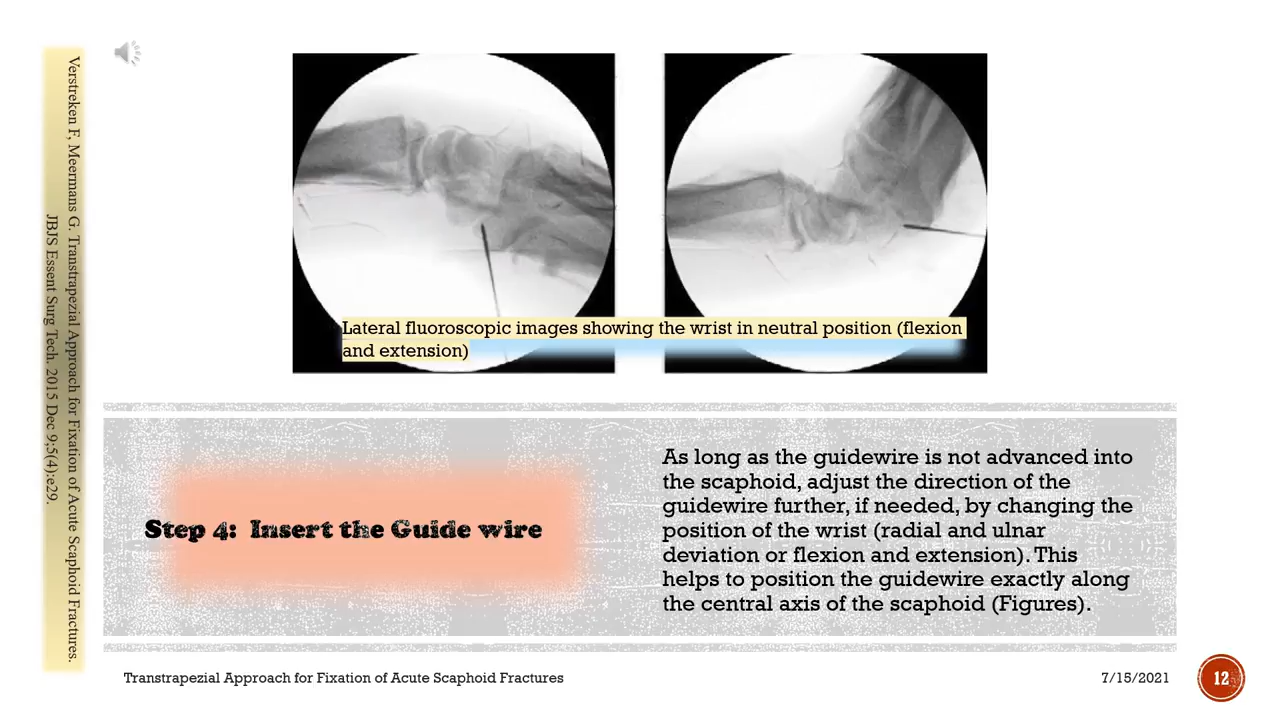 Verstreken F, Meermans G. Transtrapezial Approach for Fixation of Acute Scaphoid Fractures.
JBJS Essent Surg Tech. 2015 Dec 9;5(4):e29.
Lateral fluoroscopic images showing the wrist in neutral position (flexion
and extension)
Step 4: Insert the Guide wire
As long as the guidewire is not advanced into
the scaphoid, adjust the direction of the
guidewire further, if needed, by changing the
position of the wrist (radial and ulnar
deviation or flexion and extension). This
helps to position the guidewire exactly along
the central axis of the scaphoid (Figures).
Transtrapezial Approach for Fixation of Acute Scaphoid Fractures
7/15/2021
12